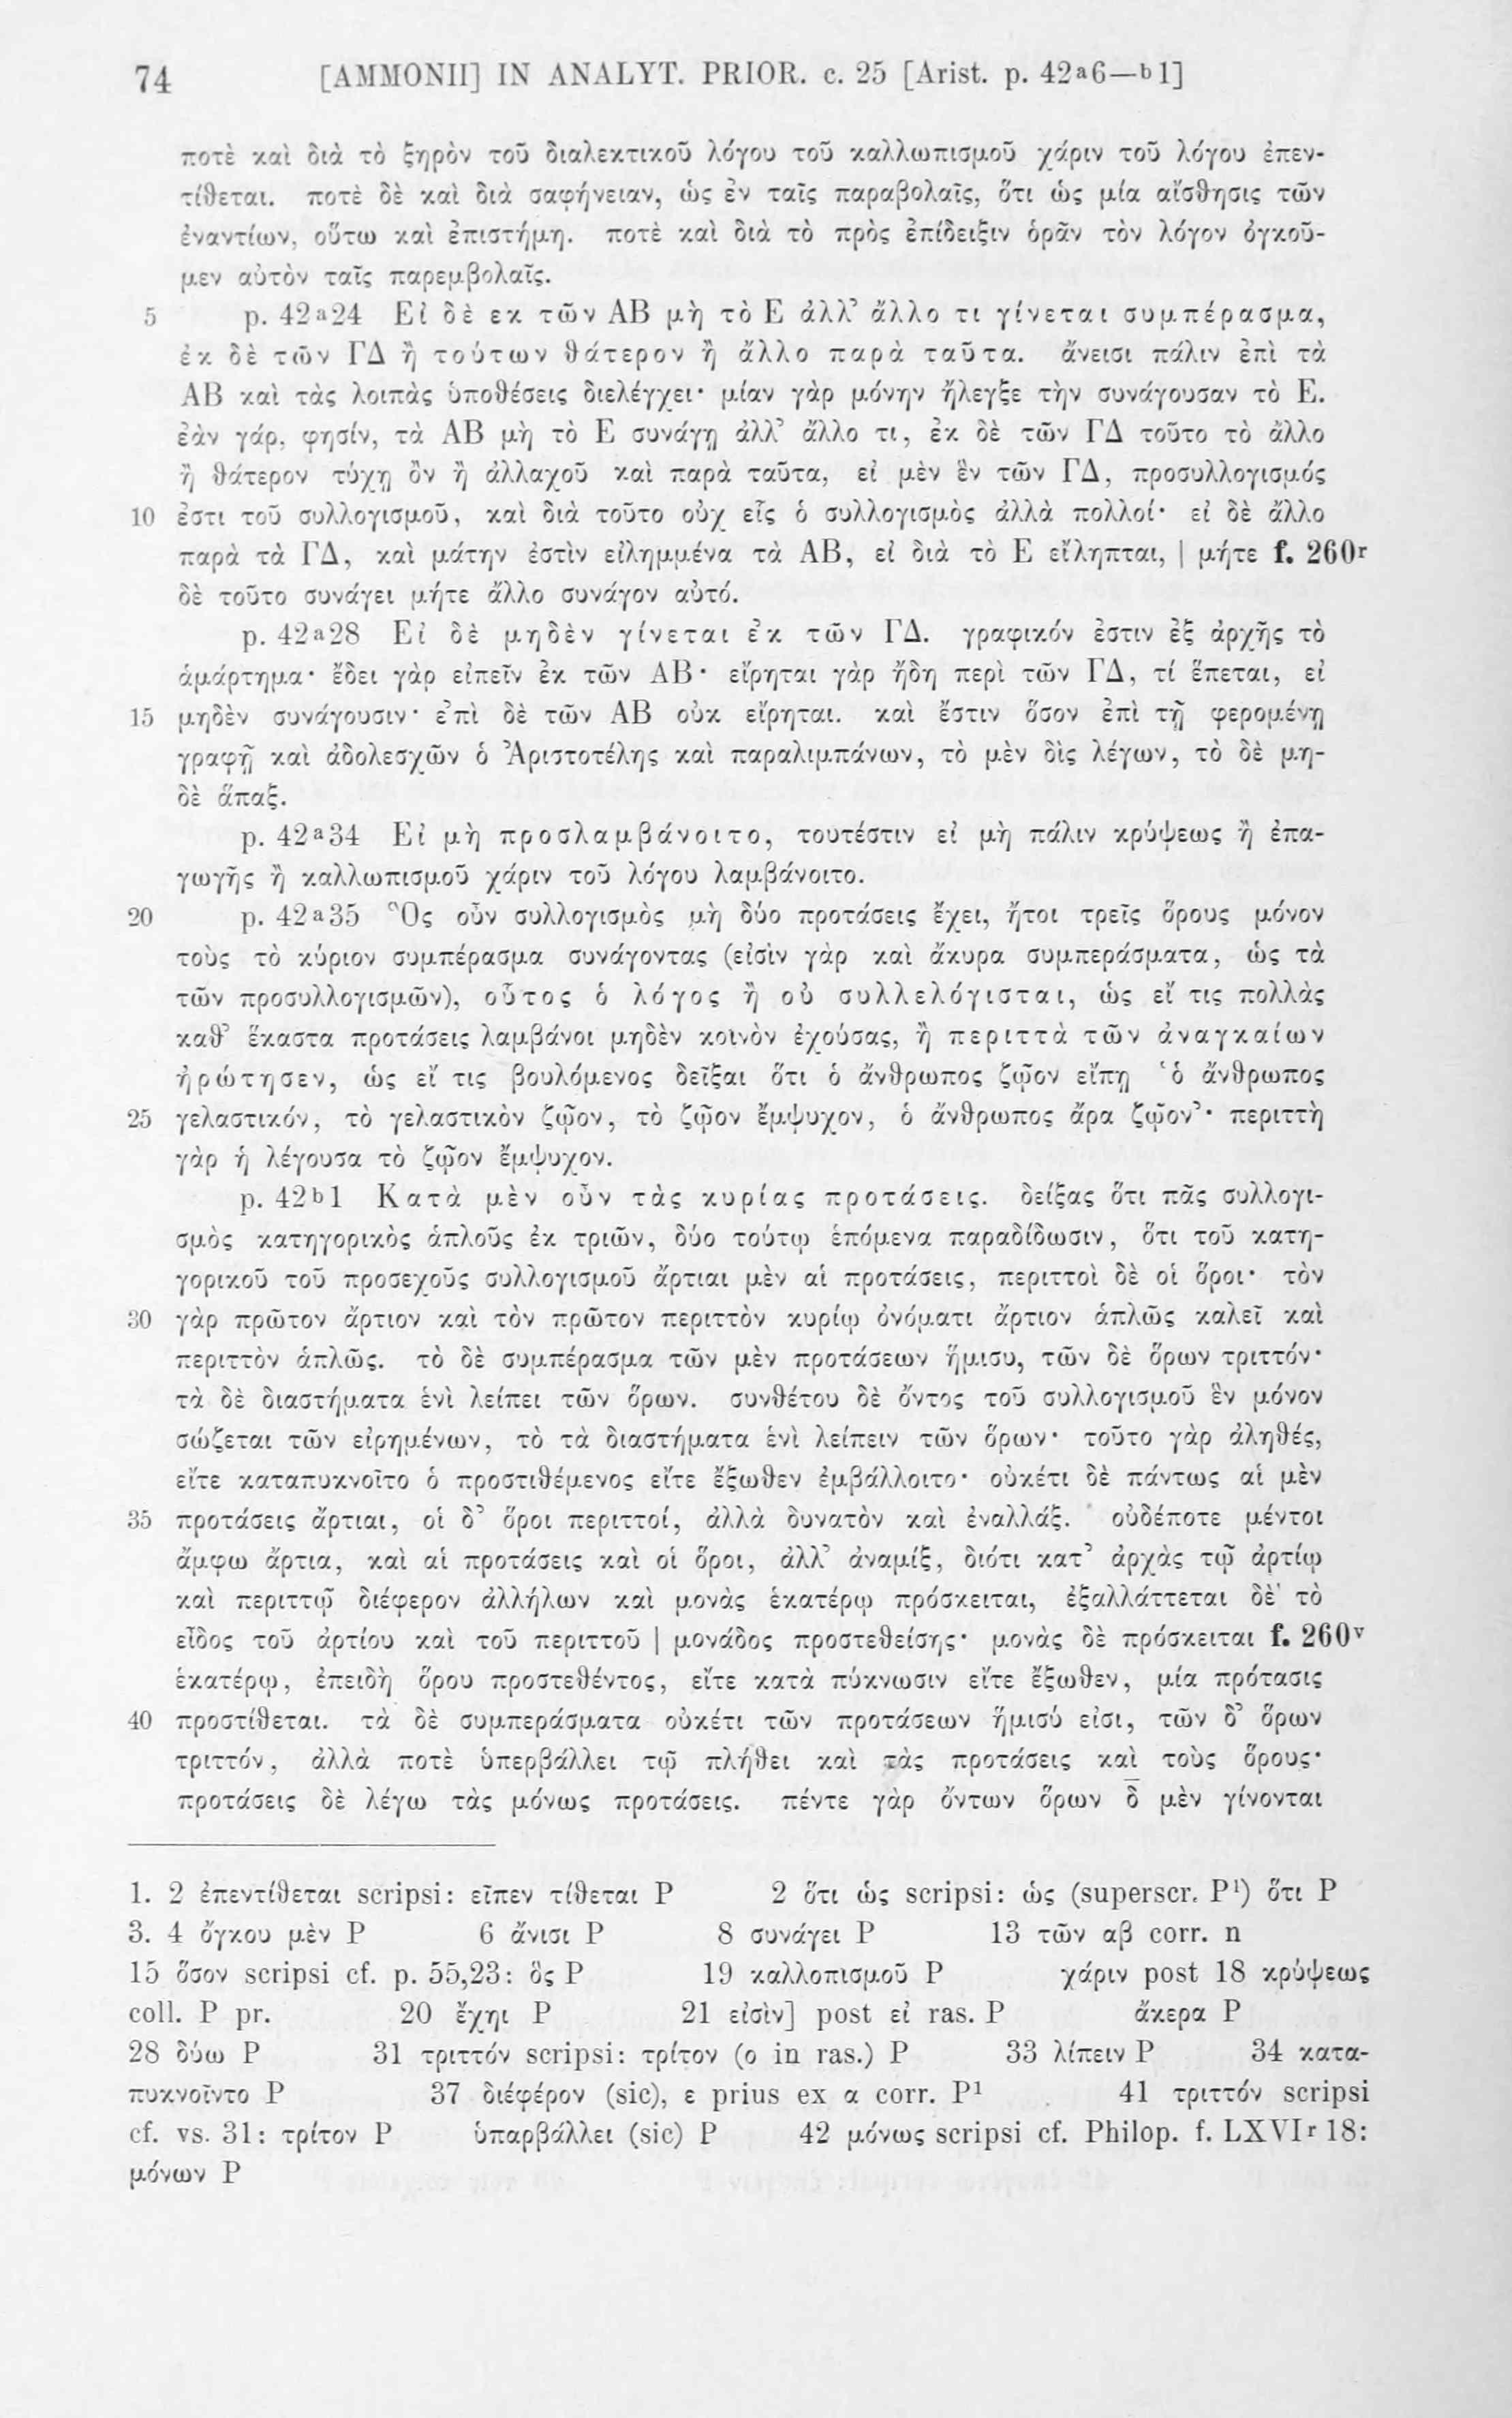 74 [AMMONII] IN ANALYT. PRIOR. c. 25 [Arist. p. 42ª6—ᵇ1]
ποτὲ καὶ διὰ τὸ ξηρὸν τοῦ διαλεκτικοῦ λόγου τοῦ καλλωπισμοῦ χάριν τοῦ λόγου ἐπεν-
τίθεται. ποτὲ δὲ καὶ διὰ σαφήνειαν, ὡς ἐν ταῖς παραβολαῖς, ὅτι ὡς μία αἴσθησις τῶν
ἐναντίων, οὕτω καὶ ἐπιστήμη. ποτὲ καὶ διὰ τὸ πρὸς ἐπίδειξιν ὁρᾶν τὸν λόγον ὀγκοῦ-
μεν αὐτὸν ταῖς παρεμβολαῖς.
5 p. 42ª24 Εἰ δὲ ἐκ τῶν ΑΒ μὴ τὸ Ε ἀλλ᾽ ἄλλο τι γίνεται συμπέρασμα,
ἐκ δὲ τῶν ΓΔ ἢ τούτων θάτερον ἢ ἄλλο παρὰ ταῦτα. ἄνεισι πάλιν ἐπὶ τὰ
ΑΒ καὶ τὰς λοιπὰς ὑποθέσεις διελέγχει· μίαν γὰρ μόνην ἤλεγξε τὴν συνάγουσαν τὸ Ε.
ἐὰν γάρ, φησίν, τὰ ΑΒ μὴ τὸ Ε συνάγῃ ἀλλ᾽ ἄλλο τι, ἐκ δὲ τῶν ΓΔ τοῦτο τὸ ἄλλο
ἢ θάτερον τύχῃ ὂν ἢ ἀλλαχοῦ καὶ παρὰ ταῦτα, εἰ μὲν ἓν τῶν ΓΔ, προσυλλογισμός
10 ἐστι τοῦ συλλογισμοῦ, καὶ διὰ τοῦτο οὐχ εἷς ὁ συλλογισμὸς ἀλλὰ πολλοί· εἰ δὲ ἄλλο
παρὰ τὰ ΓΔ, καὶ μάτην ἐστὶν εἰλημμένα τὰ ΑΒ, εἰ διὰ τὸ Ε εἴληπται, | μήτε f. 260r
δὲ τοῦτο συνάγει μήτε ἄλλο συνάγον αὐτό.
p. 42ª28 Εἰ δὲ μηδὲν γίνεται ἐκ τῶν ΓΔ. γραφικόν ἐστιν ἐξ ἀρχῆς τὸ
ἁμάρτημα· ἔδει γὰρ εἰπεῖν ἐκ τῶν ΑΒ· εἴρηται γὰρ ἤδη περὶ τῶν ΓΔ, τί ἕπεται, εἰ
15 μηδὲν συνάγουσιν· ἐπὶ δὲ τῶν ΑΒ οὐκ εἴρηται. καὶ ἔστιν ὅσον ἐπὶ τῇ φερομένῃ
γραφῇ καὶ ἀδολεσχῶν ὁ Ἀριστοτέλης καὶ παραλιμπάνων, τὸ μὲν δὶς λέγων, τὸ δὲ μη-
δὲ ἅπαξ.
p. 42ª34 Εἰ μὴ προσλαμβάνοιτο, τουτέστιν εἰ μὴ πάλιν κρύψεως ἢ ἐπα-
γωγῆς ἢ καλλωπισμοῦ χάριν τοῦ λόγου λαμβάνοιτο.
20 p. 42ª35 Ὃς οὖν συλλογισμὸς μὴ δύο προτάσεις ἔχει, ἤτοι τρεῖς ὅρους μόνον
τοὺς τὸ κύριον συμπέρασμα συνάγοντας (εἰσὶν γὰρ καὶ ἄκυρα συμπεράσματα, ὡς τὰ
τῶν προσυλλογισμῶν), οὗτος ὁ λόγος ἢ οὐ συλλελόγισται, ὡς εἴ τις πολλὰς
καθ᾽ ἕκαστα προτάσεις λαμβάνοι μηδὲν κοινὸν ἐχούσας, ἢ περιττὰ τῶν ἀναγκαίων
ἠρώτησεν, ὡς εἴ τις βουλόμενος δεῖξαι ὅτι ὁ ἄνθρωπος ζῷον εἴπῃ ‘ὁ ἄνθρωπος
25 γελαστικόν, τὸ γελαστικὸν ζῷον, τὸ ζῷον ἔμψυχον, ὁ ἄνθρωπος ἄρα ζῷον’· περιττὴ
γὰρ ἡ λέγουσα τὸ ζῷον ἔμψυχον.
p. 42ᵇ1 Κατὰ μὲν οὖν τὰς κυρίας προτάσεις. δείξας ὅτι πᾶς συλλογι-
σμὸς κατηγορικὸς ἁπλοῦς ἐκ τριῶν, δύο τούτῳ ἑπόμενα παραδίδωσιν, ὅτι τοῦ κατη-
γορικοῦ τοῦ προσεχοῦς συλλογισμοῦ ἄρτιαι μὲν αἱ προτάσεις, περιττοὶ δὲ οἱ ὅροι· τὸν
30 γὰρ πρῶτον ἄρτιον καὶ τὸν πρῶτον περιττὸν κυρίῳ ὀνόματι ἄρτιον ἁπλῶς καλεῖ καὶ
περιττὸν ἁπλῶς. τὸ δὲ συμπέρασμα τῶν μὲν προτάσεων ἥμισυ, τῶν δὲ ὅρων τριττόν·
τὰ δὲ διαστήματα ἑνὶ λείπει τῶν ὅρων. συνθέτου δὲ ὄντος τοῦ συλλογισμοῦ ἓν μόνον
σώζεται τῶν εἰρημένων, τὸ τὰ διαστήματα ἑνὶ λείπειν τῶν ὅρων· τοῦτο γὰρ ἀληθές,
εἴτε καταπυκνοῖτο ὁ προστιθέμενος εἴτε ἔξωθεν ἐμβάλλοιτο· οὐκέτι δὲ πάντως αἱ μὲν
35 προτάσεις ἄρτιαι, οἱ δ᾽ ὅροι περιττοί, ἀλλὰ δυνατὸν καὶ ἐναλλάξ. οὐδέποτε μέντοι
ἄμφω ἄρτια, καὶ αἱ προτάσεις καὶ οἱ ὅροι, ἀλλ᾽ ἀναμίξ, διότι κατ᾽ ἀρχὰς τῷ ἀρτίῳ
καὶ περιττῷ διέφερον ἀλλήλων καὶ μονὰς ἑκατέρῳ πρόσκειται, ἐξαλλάττεται δὲ τὸ
εἶδος τοῦ ἀρτίου καὶ τοῦ περιττοῦ | μονάδος προστεθείσης· μονὰς δὲ πρόσκειται f. 260v
ἑκατέρῳ, ἐπειδὴ ὅρου προστεθέντος, εἴτε κατὰ πύκνωσιν εἴτε ἔξωθεν, μία πρότασις
40 προστίθεται. τὰ δὲ συμπεράσματα οὐκέτι τῶν προτάσεων ἥμισύ εἰσι, τῶν δ᾽ ὅρων
τριττόν, ἀλλὰ ποτὲ ὑπερβάλλει τῷ πλήθει καὶ τὰς προτάσεις καὶ τοὺς ὅρους·
προτάσεις δὲ λέγω τὰς μόνως προτάσεις. πέντε γὰρ ὄντων ὅρων δ̄ μὲν γίνονται
1. 2 ἐπεντίθεται scripsi: εἶπεν τίθεται P 2 ὅτι ὡς scripsi: ὡς (superscr. P¹) ὅτι P
3. 4 ὄγκου μὲν P 6 ἄνισι P 8 συνάγει P 13 τῶν αβ corr. n
15 ὅσον scripsi cf. p. 55,23: ὃς P 19 καλλοπισμοῦ P χάριν post 18 κρύψεως
coll. P pr. 20 ἔχηι P 21 εἰσὶν] post εἰ ras. P ἄκερα P
28 δύω P 31 τριττόν scripsi: τρίτον (ο in ras.) P 33 λίπειν P 34 κατα-
πυκνοῖντο P 37 διέφέρον (sic), ε prius ex α corr. P¹ 41 τριττόν scripsi
cf. vs. 31: τρίτον P ὑπαρβάλλει (sic) P 42 μόνως scripsi cf. Philop. f. LXVIr 18:
μόνων P